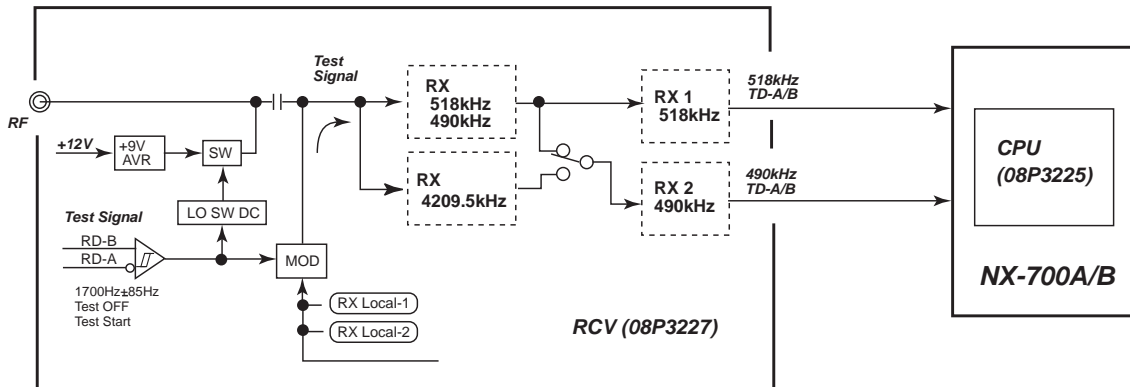 RF
Test
Signal
RX
518kHz
490kHz
RX 1
518kHz
518kHz
TD-A/B
+12V
+9V
AVR
SW
RX
4209.5kHz
RX 2
490kHz
490kHz
TD-A/B
CPU
(08P3225)
LO SW DC
Test Signal
RD-B
RD-A
MOD
1700Hz±85Hz
Test OFF
Test Start
RX Local-1
RX Local-2
RCV (08P3227)
NX-700A/B